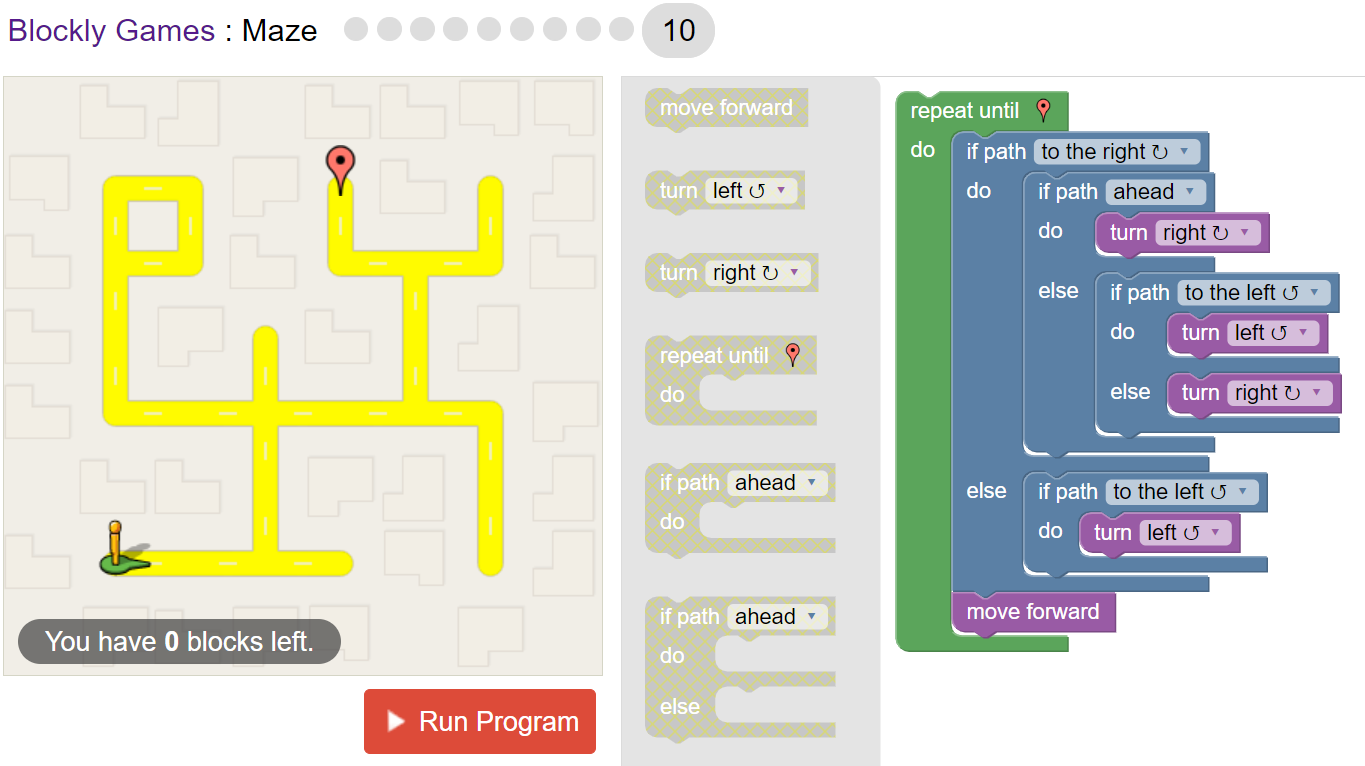 Blockly Games : Maze 10
You have 0 blocks left.
Run Program
move forward
turn left ↺ ▼
turn right ↻ ▼
repeat until
do
if path ahead ▼
do
if path ahead ▼
do
else
repeat until
do if path to the right ↻ ▼
do if path ahead ▼
do turn right ↻ ▼
else if path to the left ↺ ▼
do turn left ↺ ▼
else turn right ↻ ▼
else if path to the left ↺ ▼
do turn left ↺ ▼
move forward